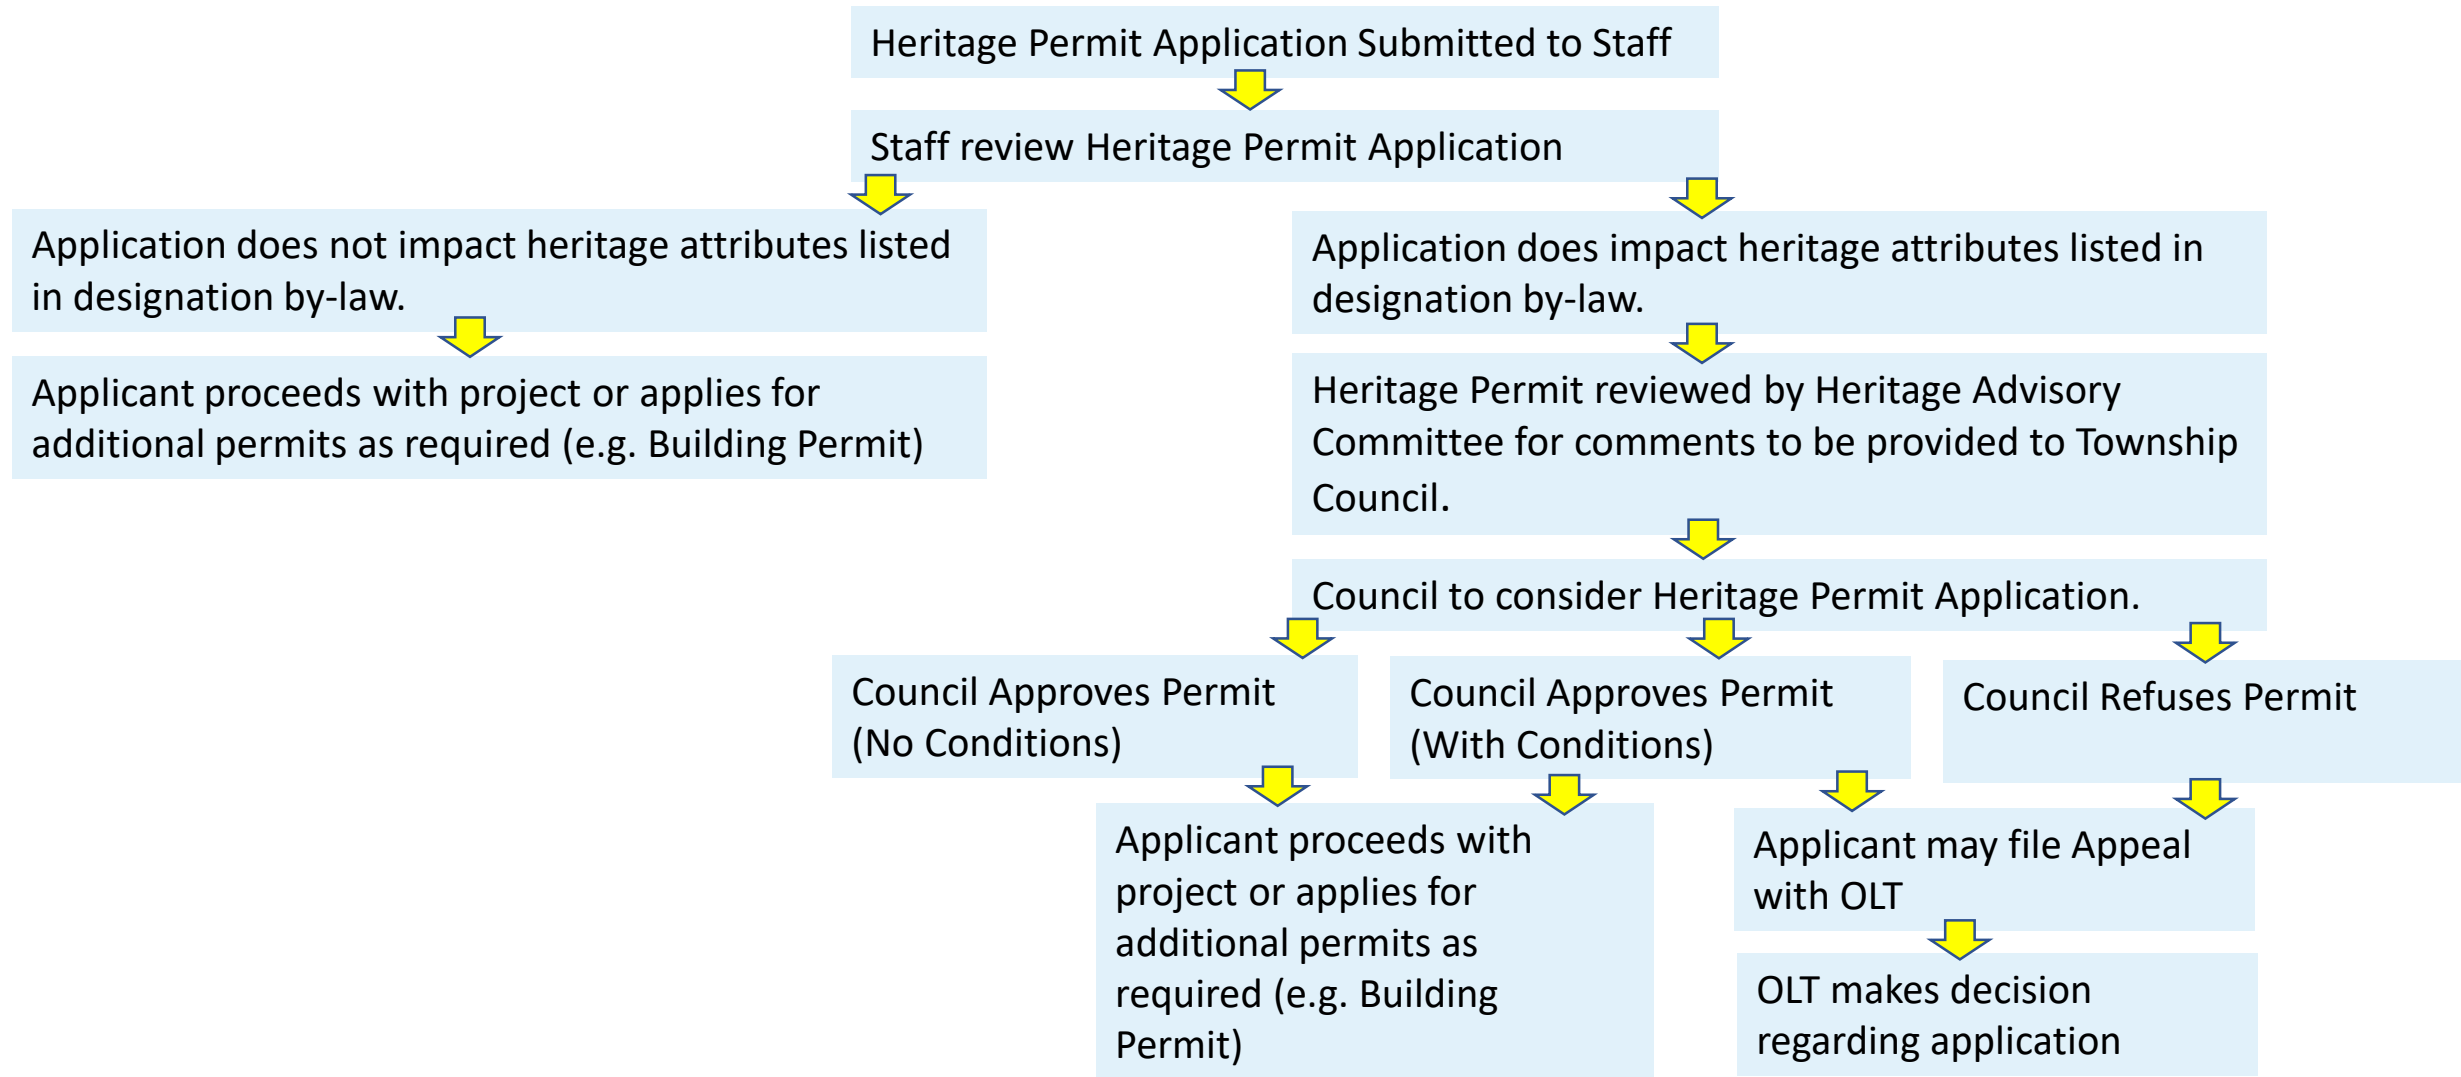 Heritage Permit Application Submitted to Staff
Staff review Heritage Permit Application
Application does not impact heritage attributes listed
in designation by-law.
Applicant proceeds with project or applies for
additional permits as required (e.g. Building Permit)
Application does impact heritage attributes listed in
designation by-law.
Heritage Permit reviewed by Heritage Advisory
Committee for comments to be provided to Township
Council.
Council to consider Heritage Permit Application.
Council Approves Permit
(No Conditions)
Council Approves Permit
(With Conditions)
Council Refuses Permit
Applicant proceeds with
project or applies for
additional permits as
required (e.g. Building
Permit)
Applicant may file Appeal
with OLT
OLT makes decision
regarding application